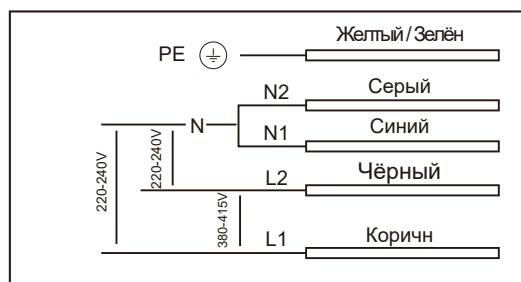 Желтый / Зелён
PE
N2 Серый
N
N1 Синий
220-240V
220-240V
L2 Чёрный
380-415V
L1 Коричн